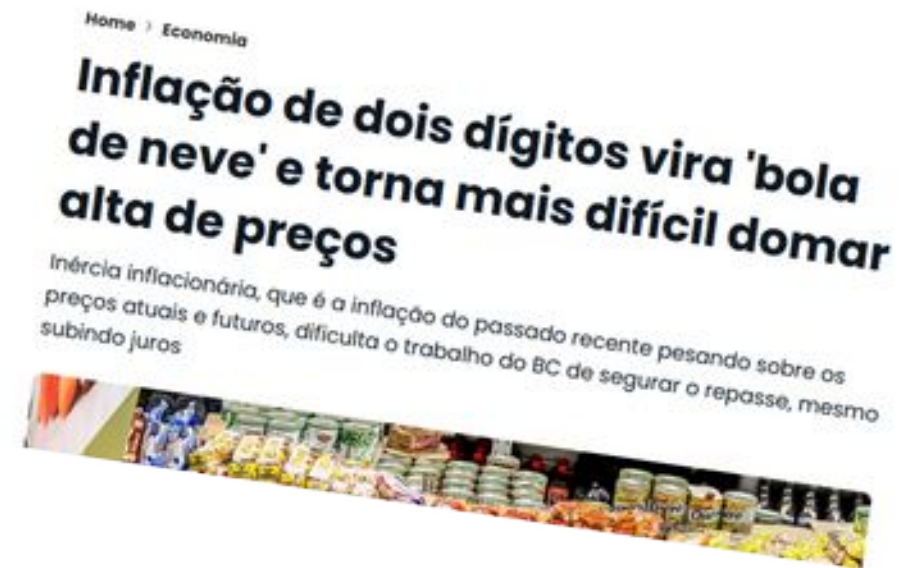 Home > Economia
Inflação de dois dígitos vira 'bola
de neve' e torna mais difícil domar
alta de preços
Inércia inflacionária, que é a inflação do passado recente pesando sobre os
preços atuais e futuros, dificulta o trabalho do BC de segurar o repasse, mesmo
subindo juros